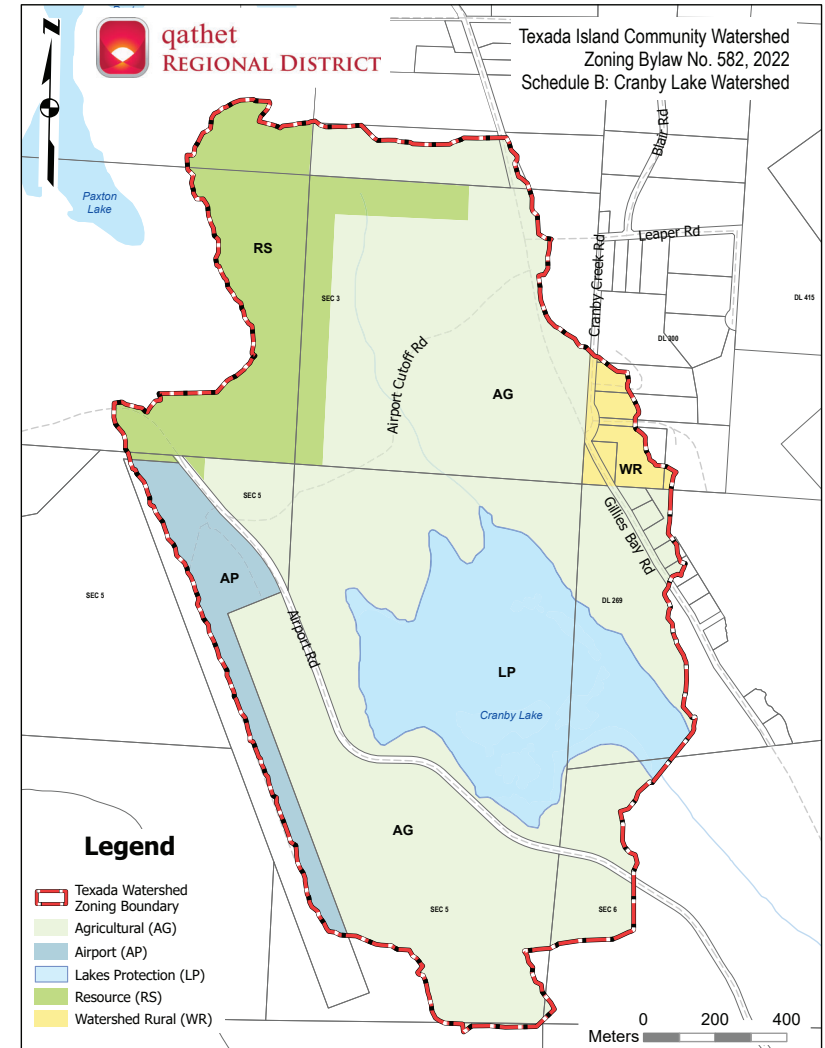 qathet
REGIONAL DISTRICT
Texada Island Community Watershed
Zoning Bylaw No. 582, 2022
Schedule B: Cranby Lake Watershed
N
Blair Rd
Paxton
Lake
Leaper Rd
Cranby Creek Rd
RS
SEC 3
DL 415
DL 300
Airport Cutoff Rd
AG
WR
SEC 5
Gillies Bay Rd
AP
SEC 5
DL 269
Airport Rd
LP
Cranby Lake
AG
SEC 5
SEC 6
Legend
Texada Watershed
Zoning Boundary
Agricultural (AG)
Airport (AP)
Lakes Protection (LP)
Resource (RS)
Watershed Rural (WR)
0 200 400
Meters